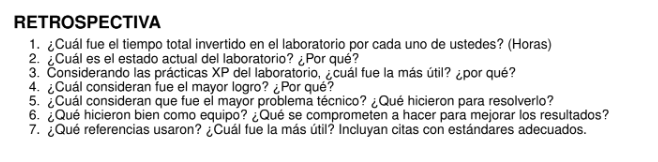 RETROSPECTIVA
1. ¿Cuál fue el tiempo total invertido en el laboratorio por cada uno de ustedes? (Horas)
2. ¿Cuál es el estado actual del laboratorio? ¿Por qué?
3. Considerando las prácticas XP del laboratorio, ¿cuál fue la más útil? ¿por qué?
4. ¿Cuál consideran fue el mayor logro? ¿Por qué?
5. ¿Cuál consideran que fue el mayor problema técnico? ¿Qué hicieron para resolverlo?
6. ¿Qué hicieron bien como equipo? ¿Qué se comprometen a hacer para mejorar los resultados?
7. ¿Qué referencias usaron? ¿Cuál fue la más útil? Incluyan citas con estándares adecuados.